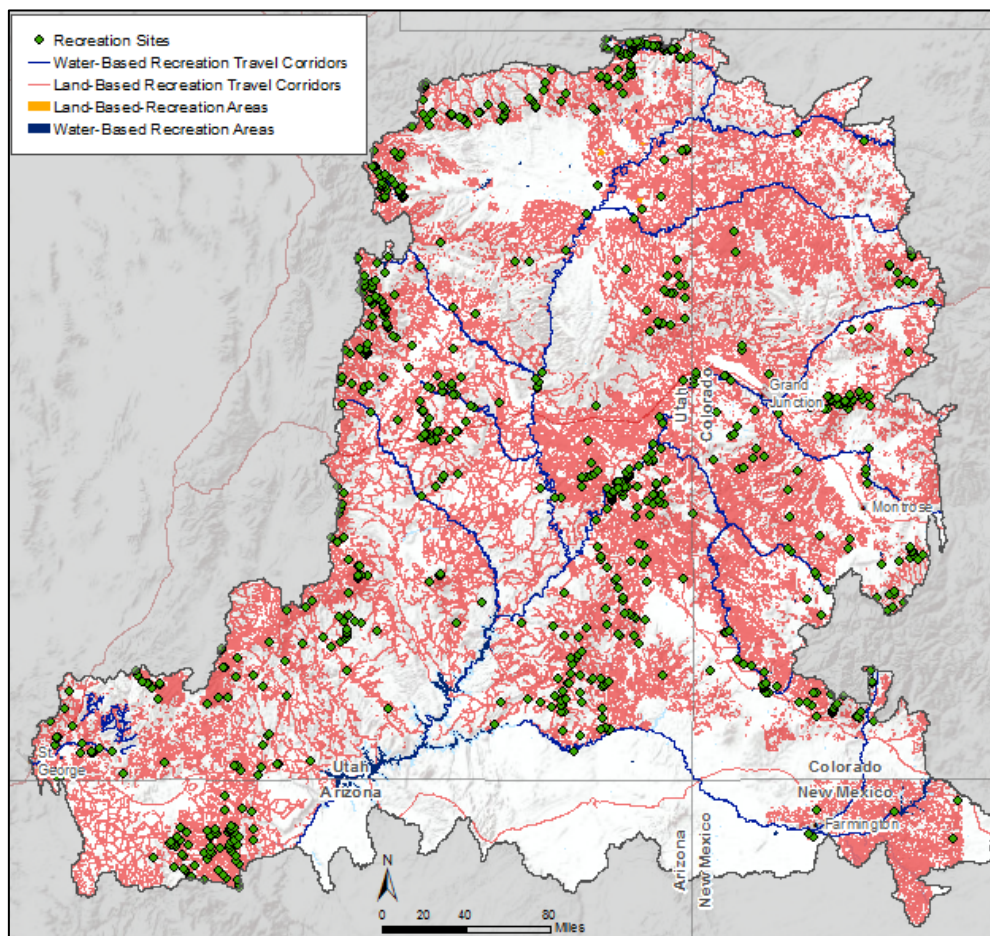 Recreation Sites
Water-Based Recreation Travel Corridors
Land-Based Recreation Travel Corridors
Land-Based-Recreation Areas
Water-Based Recreation Areas
Utah
Colorado
Grand
Junction
Montrose
St.
George
Utah
Arizona
Colorado
New Mexico
Farmington
Arizona
New Mexico
N
0 20 40 80
Miles